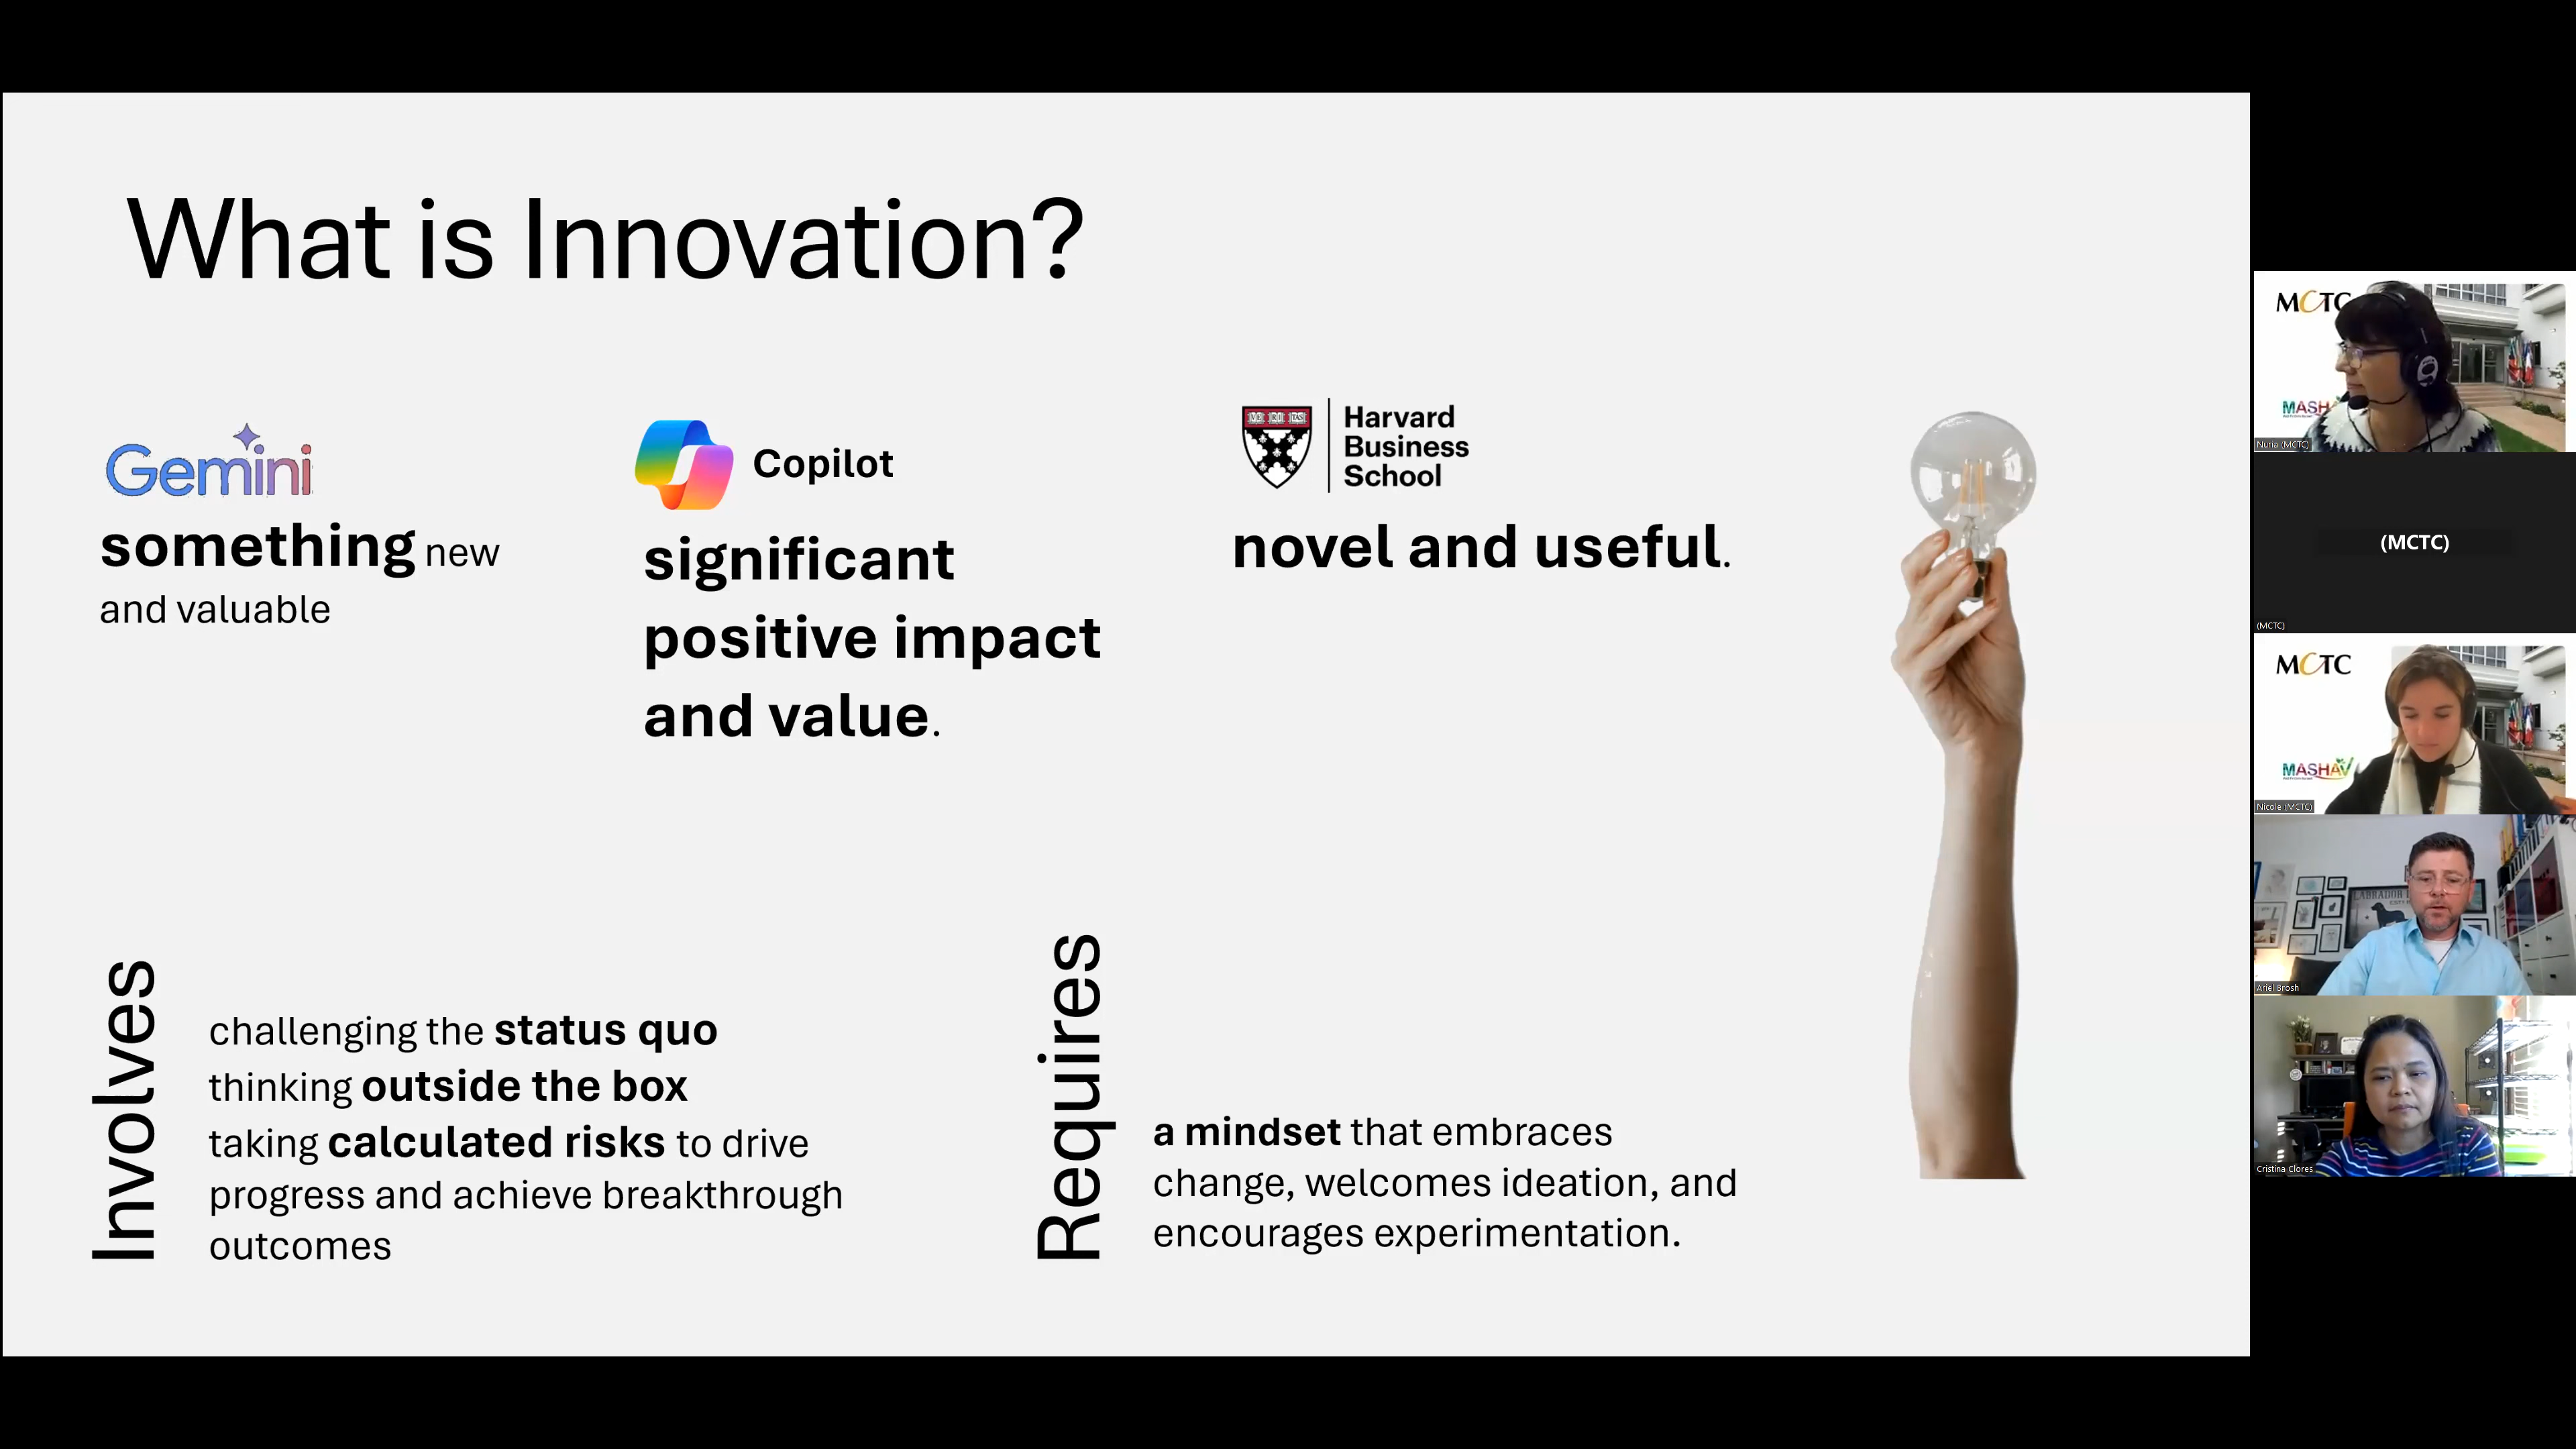 What is Innovation?
Gemini
something new
and valuable
Copilot
significant
positive impact
and value.
Harvard
Business
School
novel and useful.
Involves
challenging the status quo
thinking outside the box
taking calculated risks to drive
progress and achieve breakthrough
outcomes
Requires
a mindset that embraces
change, welcomes ideation, and
encourages experimentation.
MCTC
MASH
Nuria (MCTC)
(MCTC)
(MCTC)
MCTC
MASHAV
Nicole (MCTC)
LABRADOR
Ariel Brosh
Cristina Clores